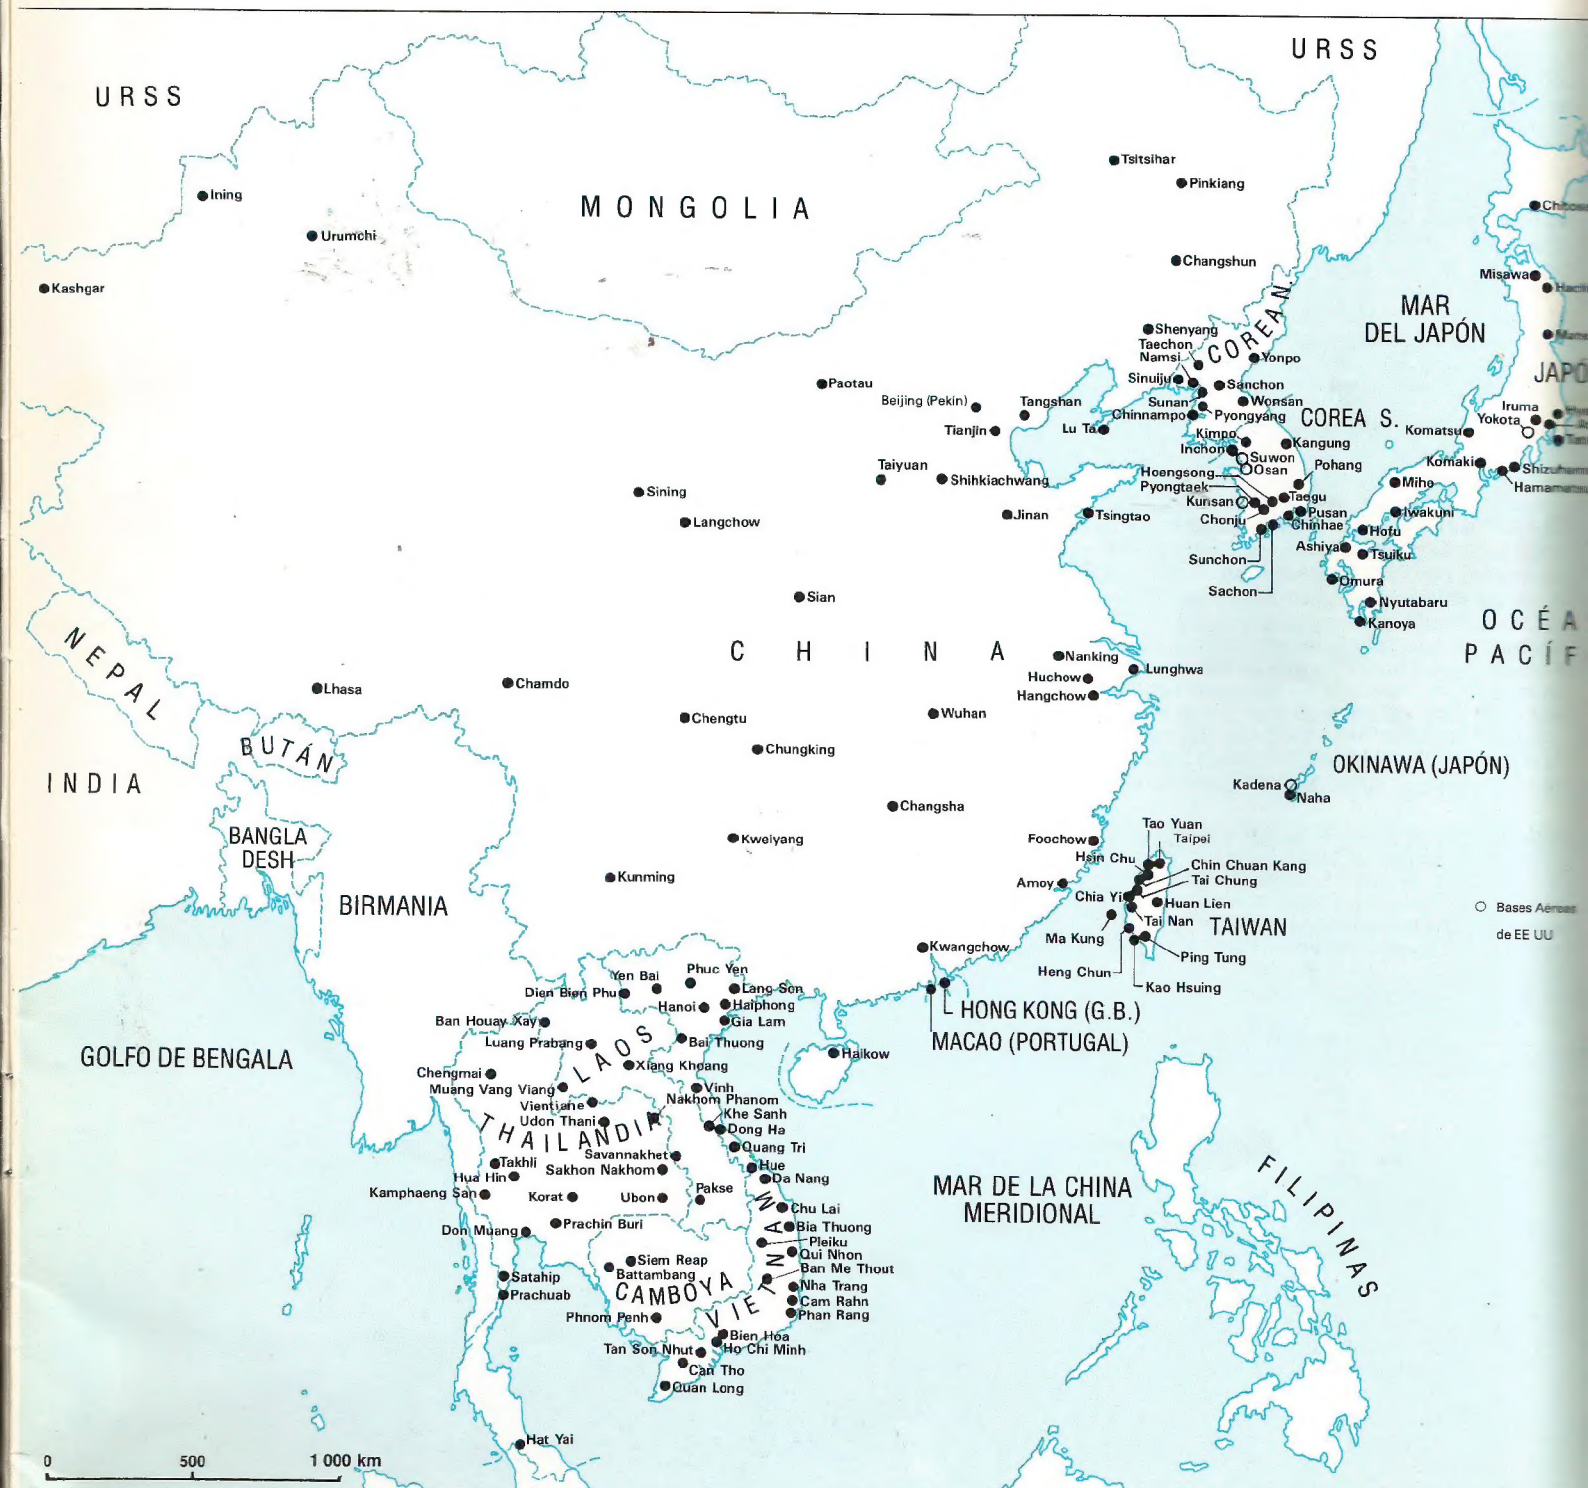 URSS
URSS
MONGOLIA
Ining
Urumchi
Kashgar
Tsitsihar
Pinkiang
Changshun
Shenyang
Taechon
Namsi
Sinuiju
COREA N.
Yonpo
Sanchon
Sunan
Wonsan
Chinnampo
Pyongyang
MAR
DEL JAPÓN
Misawa
COREA S.
Paotau
Beijing (Pekín)
Tangshan
Tianjin
Lu Ta
Kimpo
Kangung
Inchon
Suwon
Osan
Hoengsong
Pohang
Pyongtaek
Kunsan
Taegu
Chonju
Pusan
Chinhae
Sunchon
Sachon
Iruma
Yokota
Komatsu
Komaki
Miho
Iwakuni
Hofu
Ashiya
Tsuiku
Omura
Nyutabaru
Kanoya
Taiyuan
Shihkiachwang
Sining
Langchow
Jinan
Tsingtao
Sian
CHINA
Nanking
Huchow
Hangchow
Lunghwa
NEPAL
Lhasa
Chamdo
Chengtu
Wuhan
Chungking
BUTÁN
INDIA
OKINAWA (JAPÓN)
Kadena
Naha
Changsha
BANGLA
DESH
Kweiyang
Foochow
Tao Yuan
Taipei
Hsin Chu
Chin Chuan Kang
Tai Chung
Kunming
Amoy
Chia Yi
Huan Lien
BIRMANIA
Tai Nan
TAIWAN
Ma Kung
Ping Tung
Heng Chun
Kao Hsuing
Bases Aéreas
de EE UU
Kwangchow
HONG KONG (G.B.)
MACAO (PORTUGAL)
Haikow
GOLFO DE BENGALA
Yen Bai
Phuc Yen
Dien Bien Phu
Lang Son
Hanoi
Haiphong
Ban Houay Xay
Gia Lam
Luang Prabang
LAOS
Bai Thuong
Chengmai
Xiang Khoang
Muang Vang Viang
Vinh
Vientiane
Nakhom Phanom
Udon Thani
Khe Sanh
THAILANDIA
Dong Ha
Quang Tri
Savannakhet
Takhli
Sakhon Nakhom
Hue
Hua Hin
Da Nang
Kamphaeng San
Korat
Ubon
Pakse
Chu Lai
Prachin Buri
Bia Thuong
Don Muang
Pleiku
Qui Nhon
Siem Reap
Battambang
Ban Me Thout
Satahip
CAMBOYA
Nha Trang
Prachuab
Cam Rahn
Phnom Penh
VIETNAM
Phan Rang
Bien Hoa
Tan Son Nhut
Ho Chi Minh
Can Tho
Quan Long
Hat Yai
MAR DE LA CHINA
MERIDIONAL
FILIPINAS
0 500 1 000 km